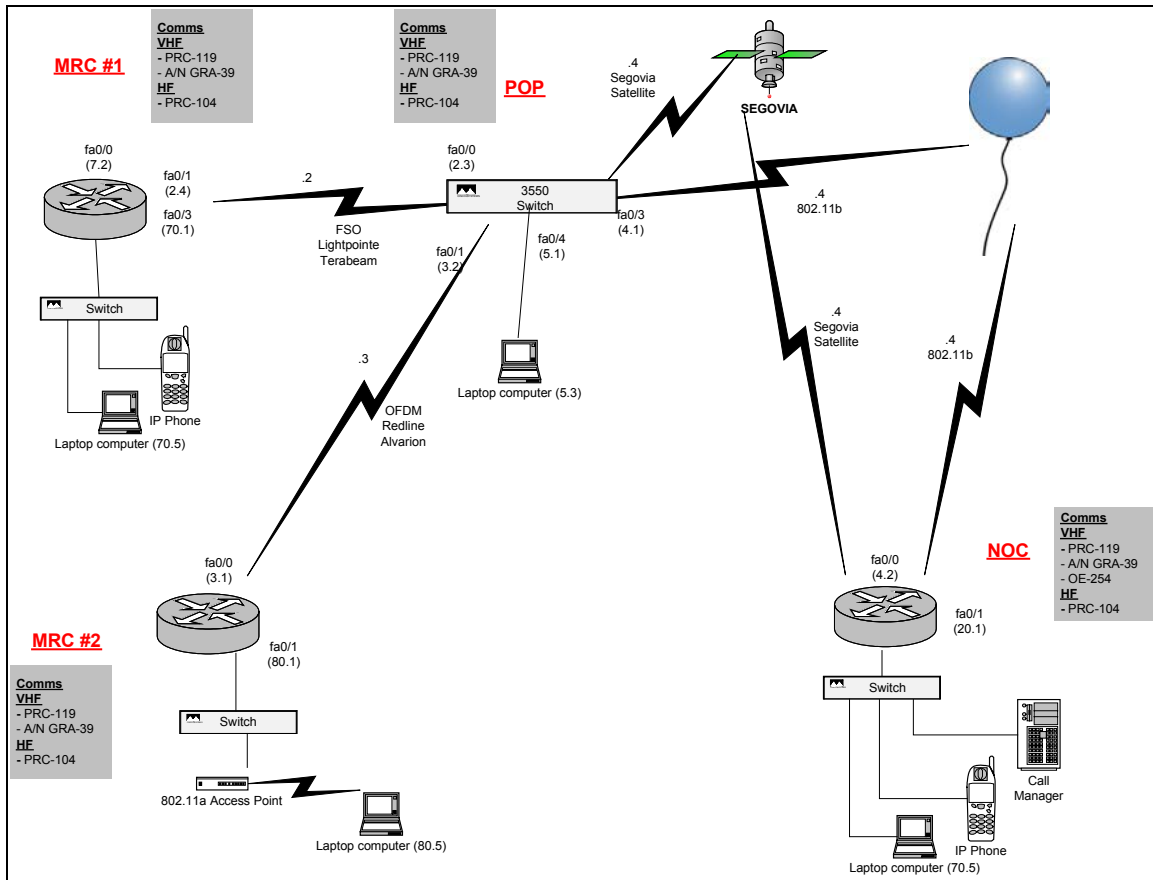 MRC #1
Comms
VHF
- PRC-119
- A/N GRA-39
HF
- PRC-104
Comms
VHF
- PRC-119
- A/N GRA-39
HF
- PRC-104
POP
.4
Segovia
Satellite
SEGOVIA
fa0/0
(7.2)
fa0/1
(2.4)
fa0/3
(70.1)
.2
FSO
Lightpointe
Terabeam
fa0/0
(2.3)
3550
Switch
fa0/1
(3.2)
fa0/4
(5.1)
fa0/3
(4.1)
.4
802.11b
Switch
IP Phone
Laptop computer (70.5)
Laptop computer (5.3)
.3
OFDM
Redline
Alvarion
.4
Segovia
Satellite
.4
802.11b
fa0/0
(3.1)
fa0/1
(80.1)
MRC #2
Comms
VHF
- PRC-119
- A/N GRA-39
HF
- PRC-104
Switch
802.11a Access Point
Laptop computer (80.5)
NOC
Comms
VHF
- PRC-119
- A/N GRA-39
- OE-254
HF
- PRC-104
fa0/0
(4.2)
fa0/1
(20.1)
Switch
Call
Manager
IP Phone
Laptop computer (70.5)